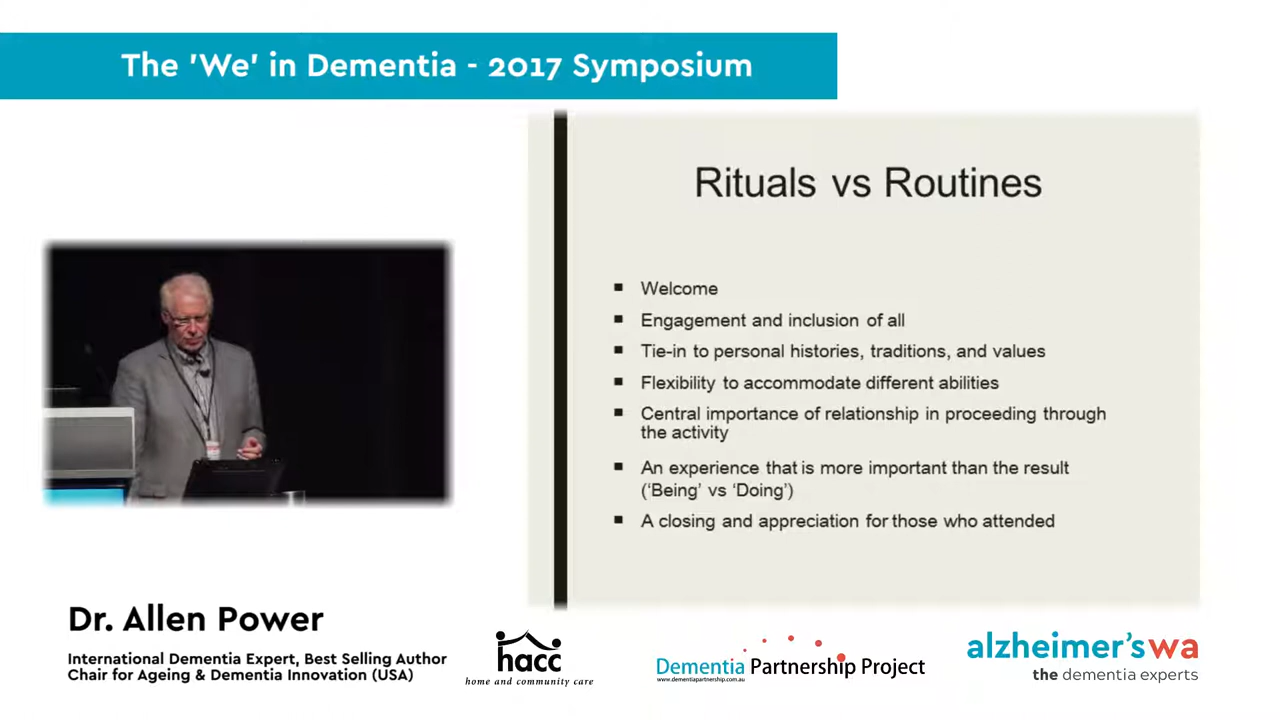 The 'We' in Dementia - 2017 Symposium
Rituals vs Routines
■ Welcome
■ Engagement and inclusion of all
■ Tie-in to personal histories, traditions, and values
■ Flexibility to accommodate different abilities
■ Central importance of relationship in proceeding through
the activity
■ An experience that is more important than the result
('Being' vs 'Doing')
■ A closing and appreciation for those who attended
Dr. Allen Power
International Dementia Expert, Best Selling Author
Chair for Ageing & Dementia Innovation (USA)
hacc
home and community care
Dementia Partnership Project
www.dementiapartnership.com.au
alzheimer's wa
the dementia experts